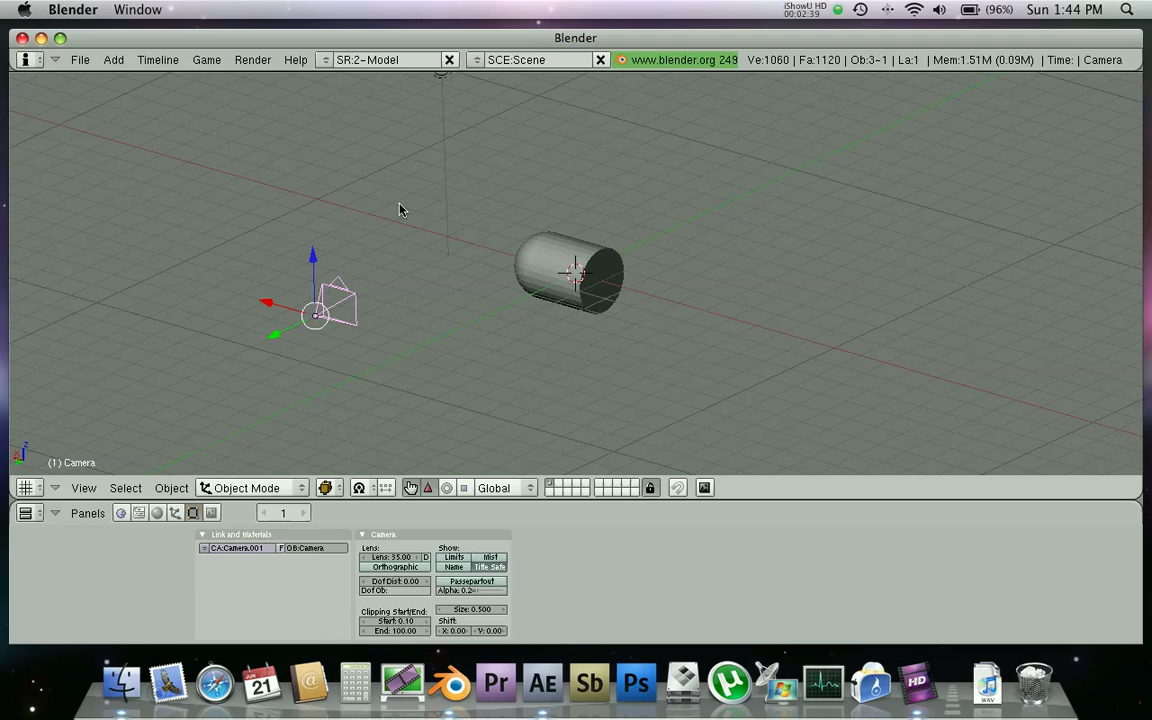 Blender Window iShowU HD 00:02:39 (96%) Sun 1:44 PM
Blender
File Add Timeline Game Render Help SR:2-Model SCE:Scene www.blender.org 249 Ve:1060 | Fa:1120 | Ob:3-1 | La:1 | Mem:1.51M (0.09M) | Time: | Camera
(1) Camera
View Select Object Object Mode Global
Panels 1
Link and Materials Camera
CA:Camera.001 F OB:Camera
Lens: Show:
Lens: 35.00 D Limits Mist
Orthographic Name Title Safe
Dof Dist: 0.00 Passepartout
Dof Ob: Alpha: 0.2
Size: 0.500
Clipping Start/End: Shift:
Start: 0.10
End: 100.00 X: 0.00 Y: 0.00
JUN
21 @ Pr AE Sb Ps µ HD WAV